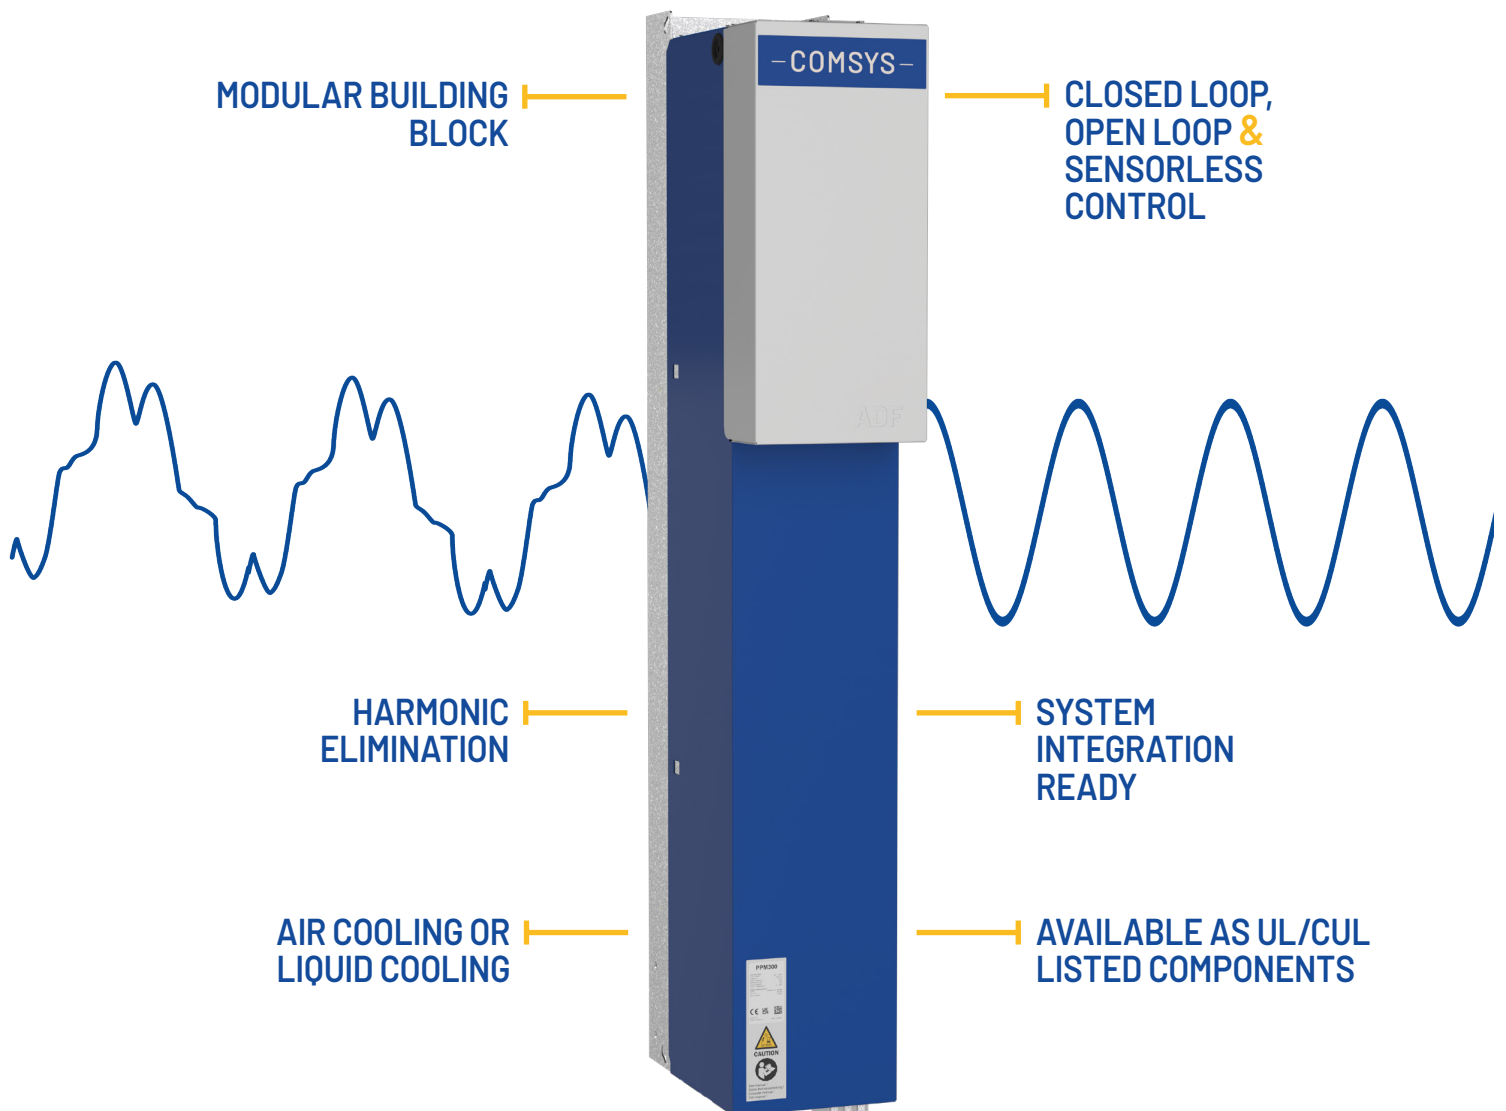 COMSYS
MODULAR BUILDING
BLOCK
CLOSED LOOP,
OPEN LOOP &
SENSORLESS
CONTROL
ADF
HARMONIC
ELIMINATION
SYSTEM
INTEGRATION
READY
AIR COOLING OR
LIQUID COOLING
AVAILABLE AS UL/CUL
LISTED COMPONENTS
PPM300
CE
CAUTION